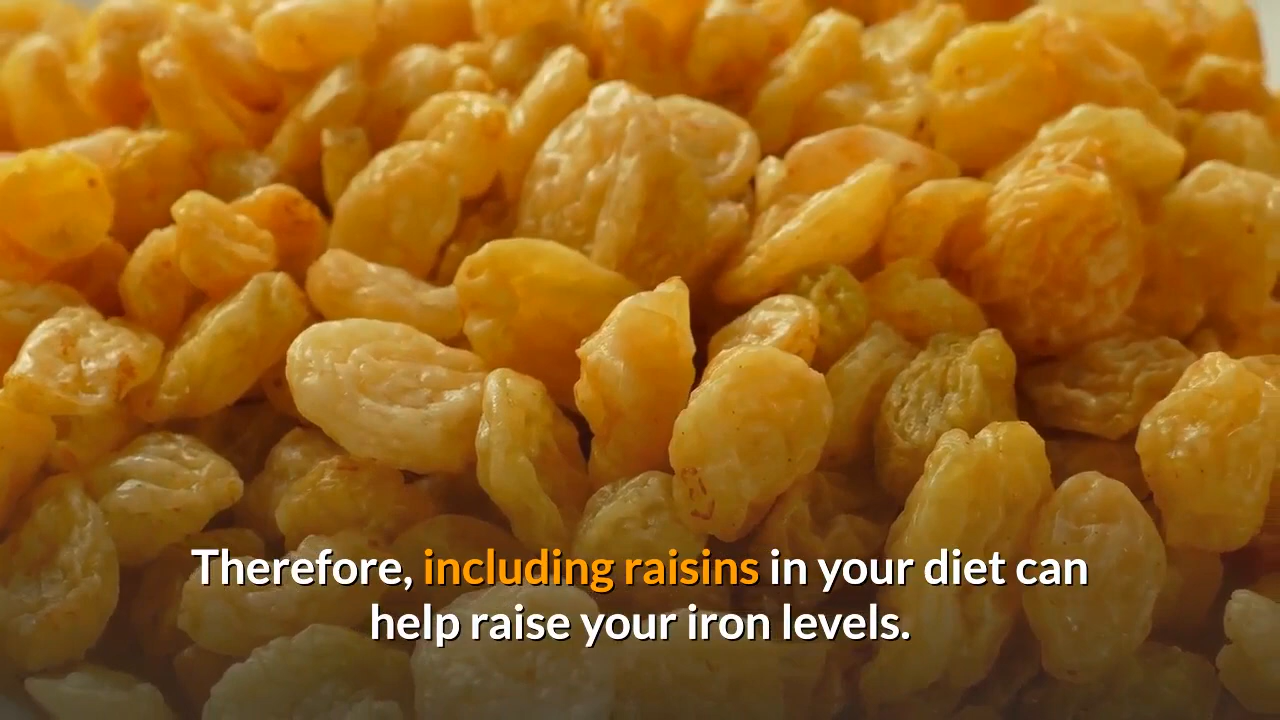 Therefore, including raisins in your diet can
help raise your iron levels.